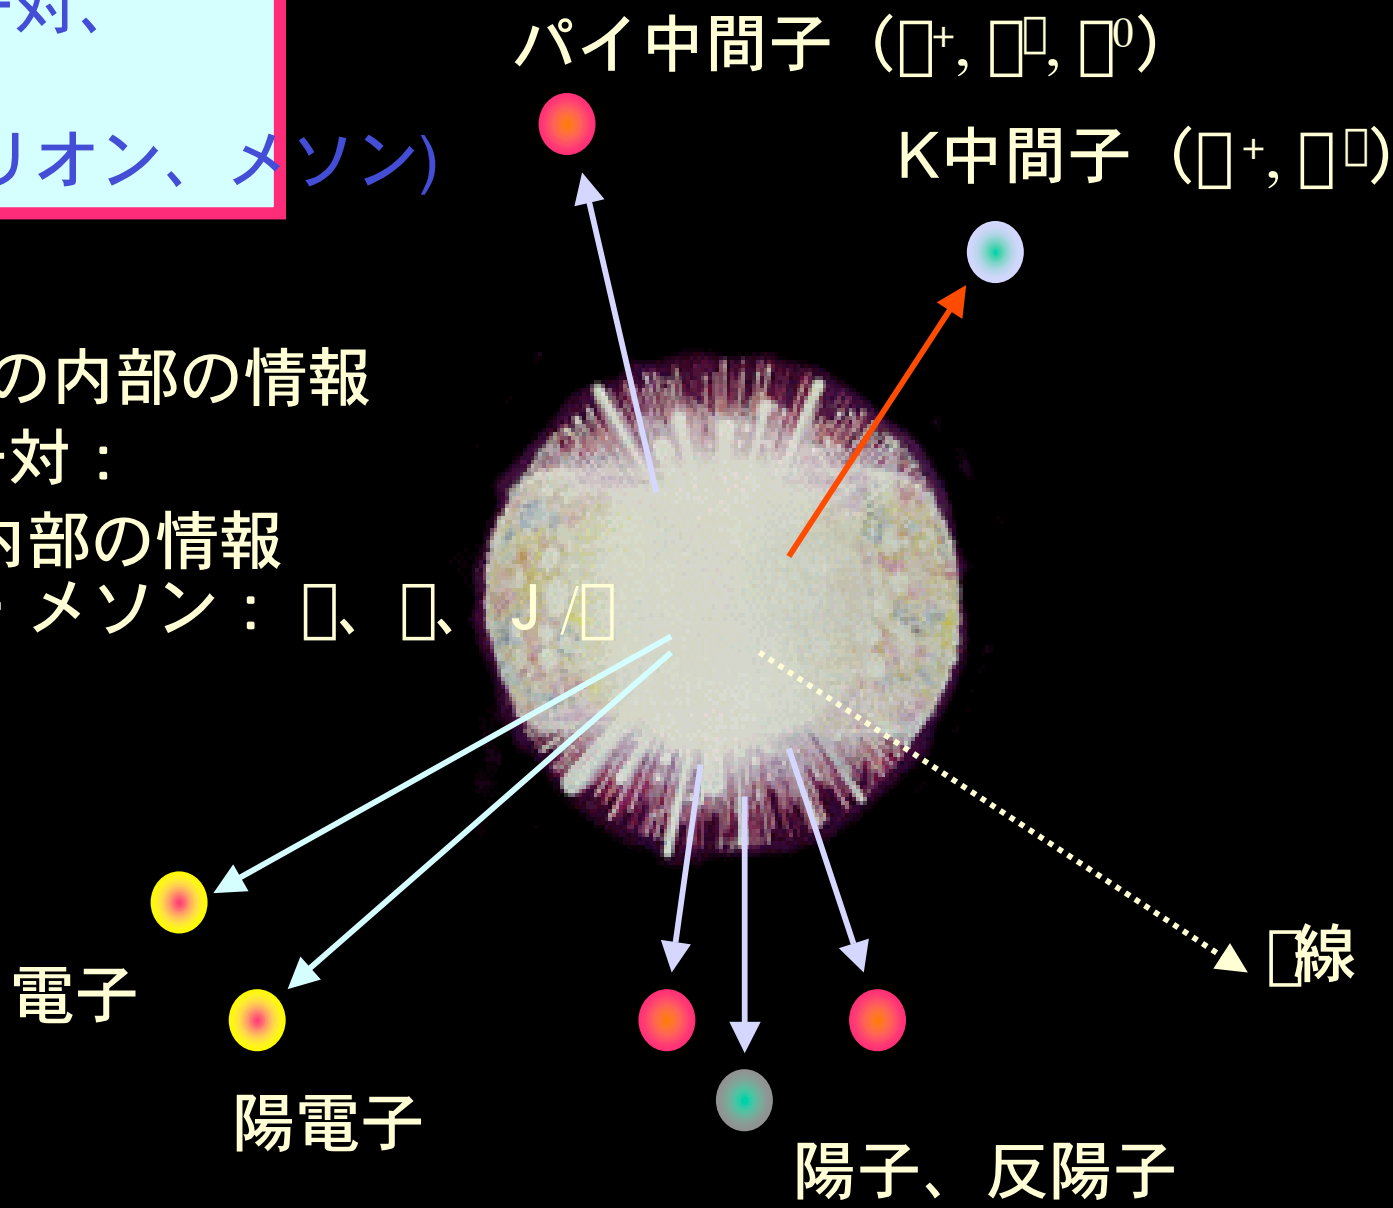 対、
リオン、メソン)
パイ中間子（▯⁺, ▯▯, ▯⁰）
K中間子（▯⁺, ▯▯）
の内部の情報
対：
内部の情報
・メソン：▯、▯、J/▯
▯線
電子
陽電子
陽子、反陽子